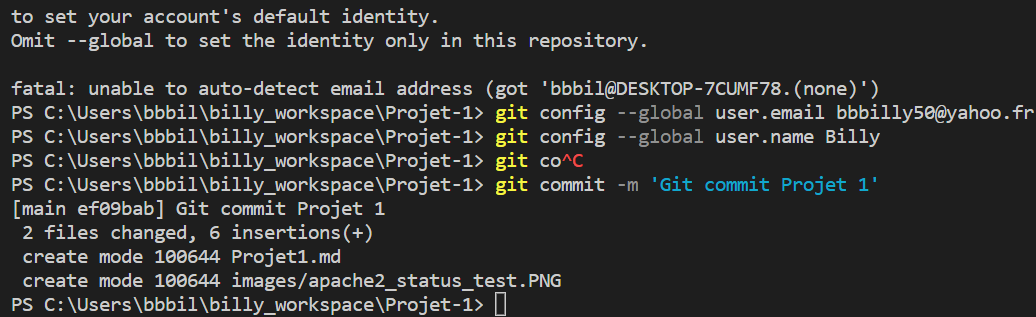 to set your account's default identity.
Omit --global to set the identity only in this repository.

fatal: unable to auto-detect email address (got 'bbbil@DESKTOP-7CUMF78.(none)')
PS C:\Users\bbbil\billy_workspace\Projet-1> git config --global user.email bbbilly50@yahoo.fr
PS C:\Users\bbbil\billy_workspace\Projet-1> git config --global user.name Billy
PS C:\Users\bbbil\billy_workspace\Projet-1> git co^C
PS C:\Users\bbbil\billy_workspace\Projet-1> git commit -m 'Git commit Projet 1'
[main ef09bab] Git commit Projet 1
 2 files changed, 6 insertions(+)
 create mode 100644 Projet1.md
 create mode 100644 images/apache2_status_test.PNG
PS C:\Users\bbbil\billy_workspace\Projet-1>